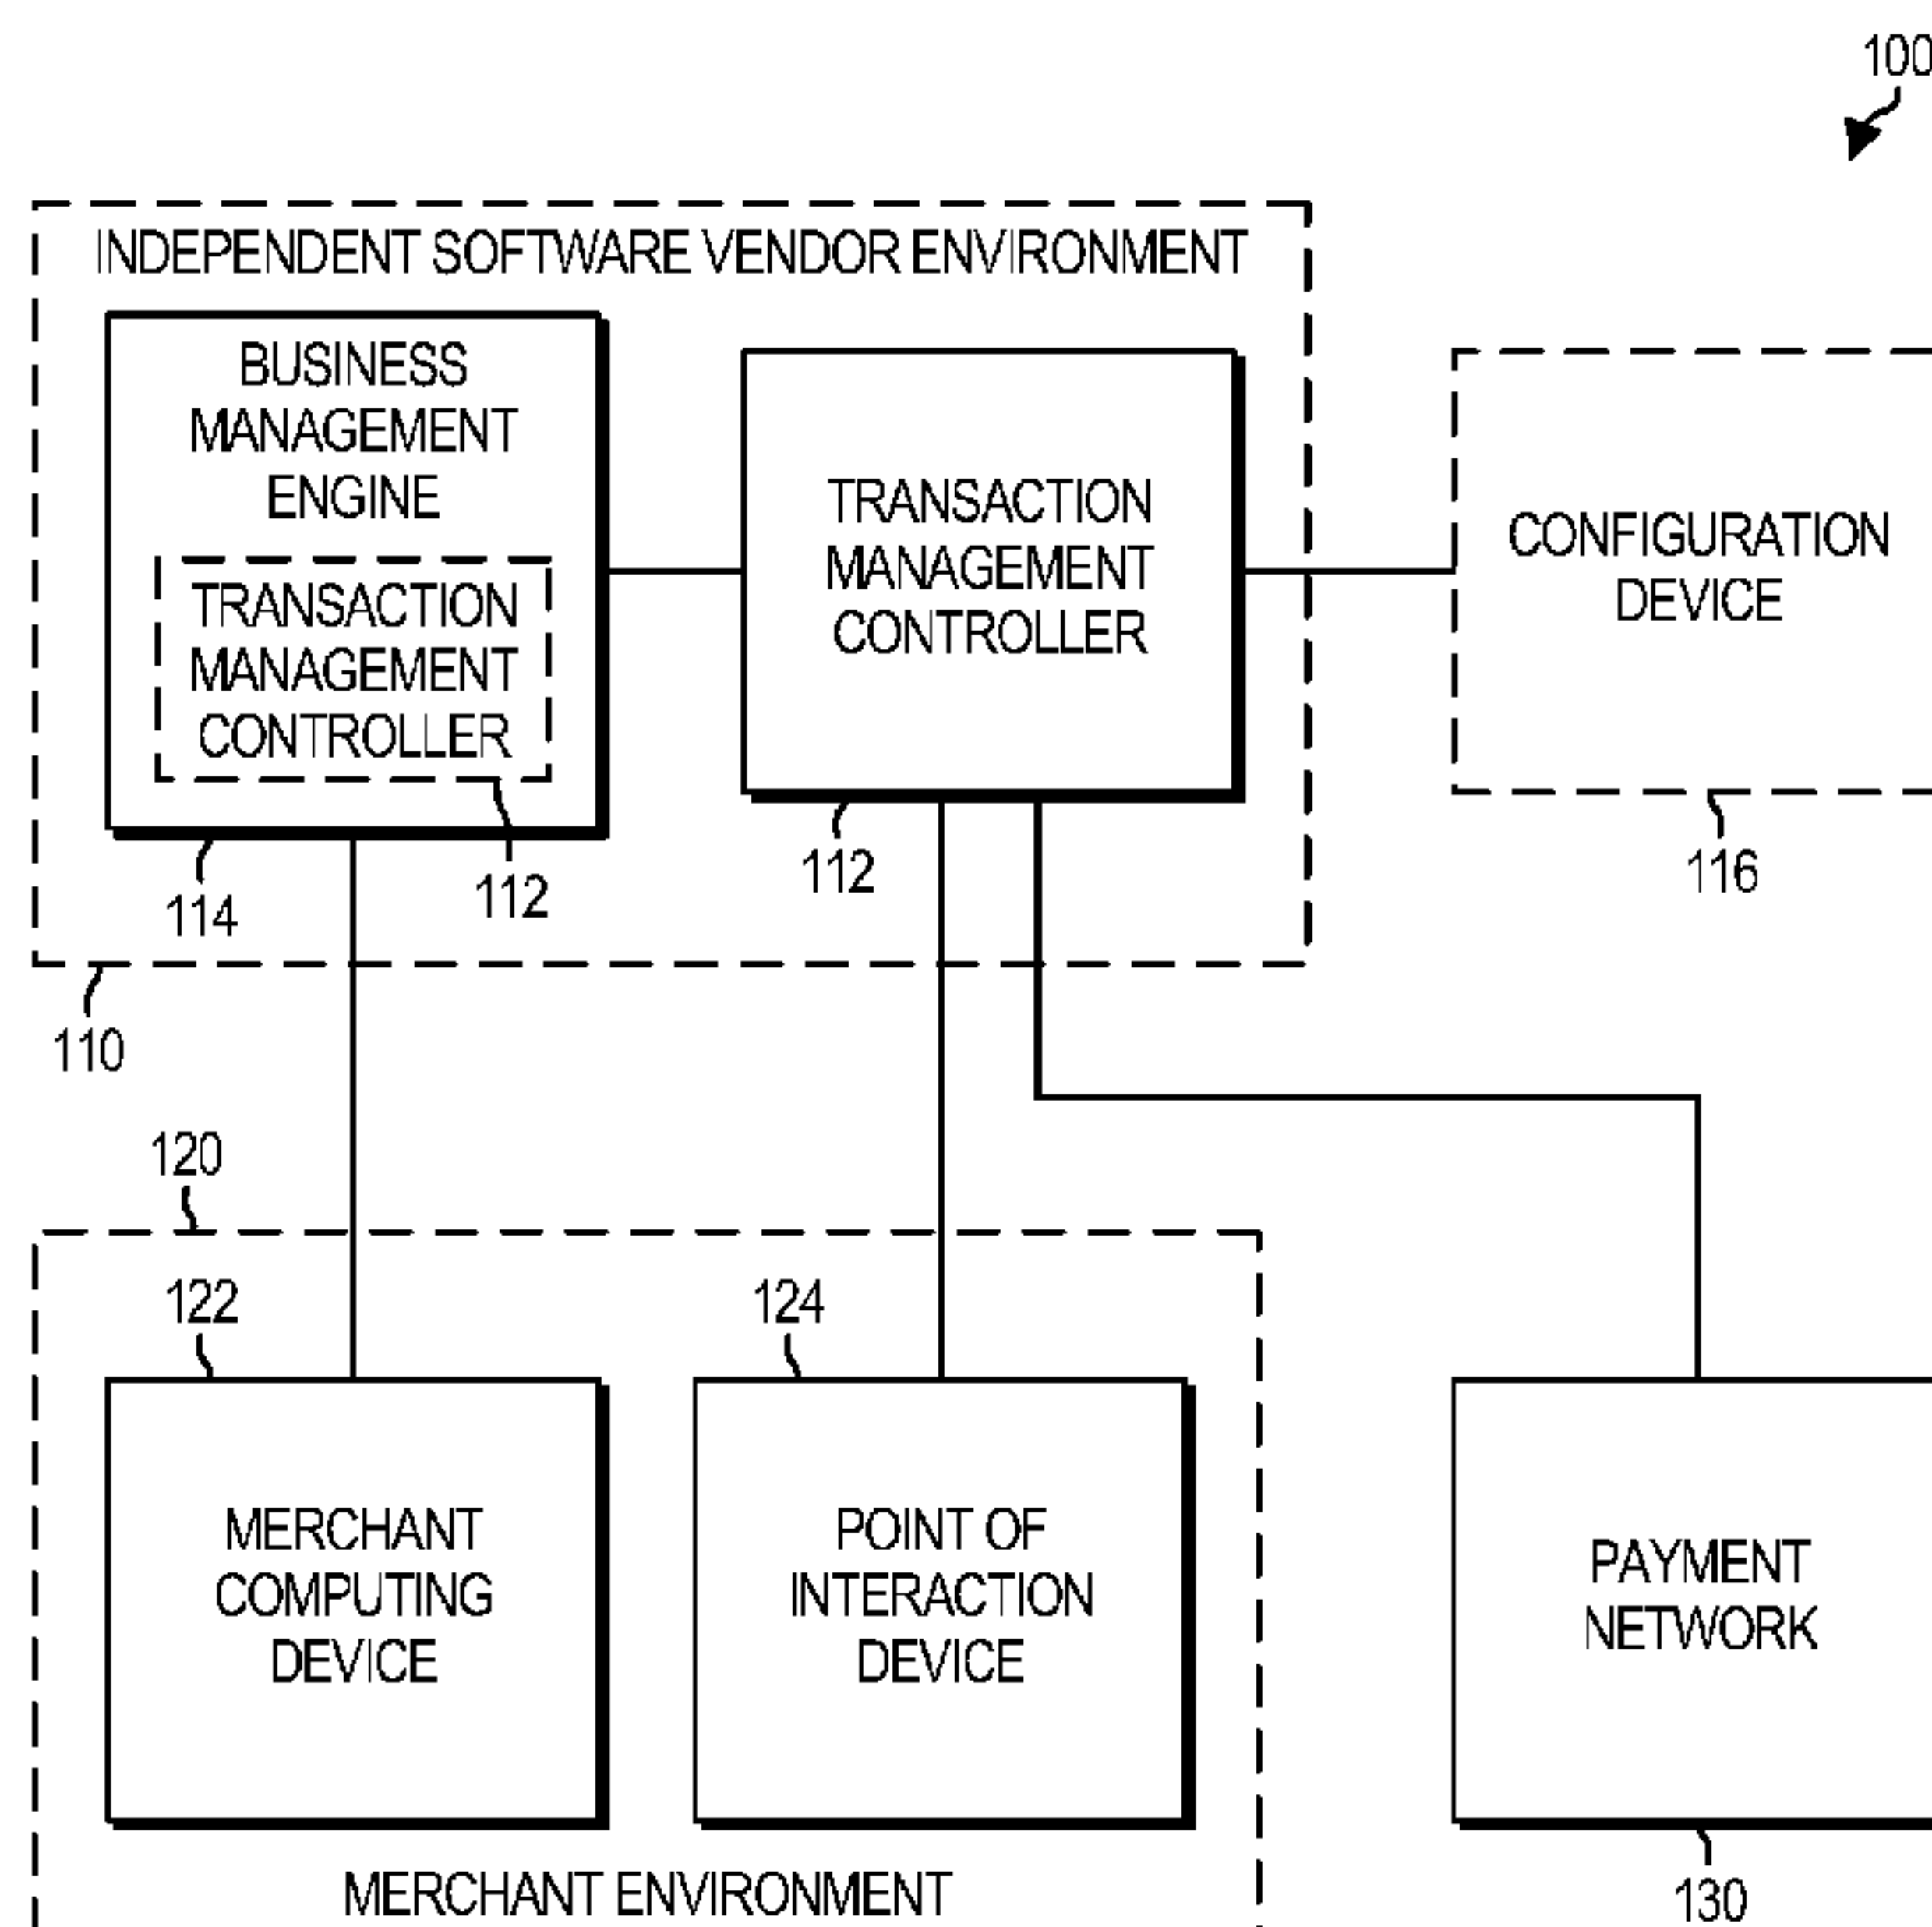 100
INDEPENDENT SOFTWARE VENDOR ENVIRONMENT
BUSINESS
MANAGEMENT
ENGINE
TRANSACTION
MANAGEMENT
CONTROLLER
TRANSACTION
MANAGEMENT
CONTROLLER
CONFIGURATION
DEVICE
114
112
112
116
110
120
122
124
MERCHANT
COMPUTING
DEVICE
POINT OF
INTERACTION
DEVICE
PAYMENT
NETWORK
MERCHANT ENVIRONMENT
130